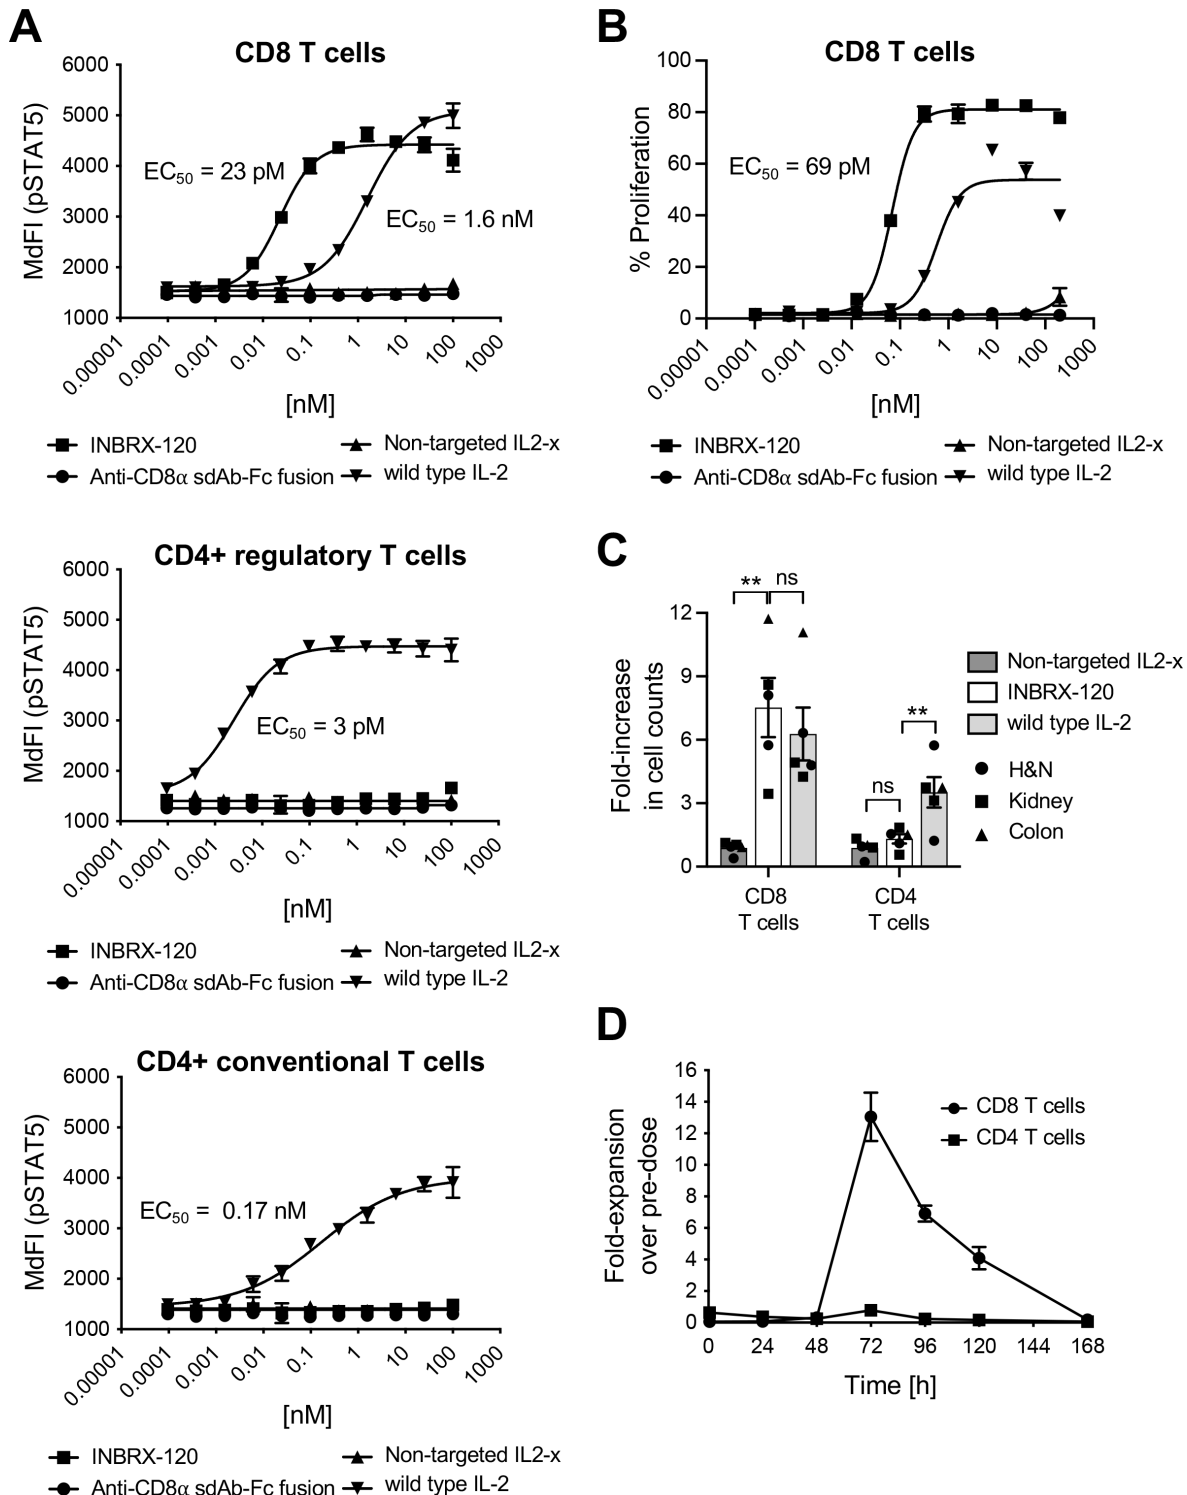 A
CD8 T cells
MdFI (pSTAT5)
6000
5000
4000
3000
2000
1000
EC50 = 23 pM
EC50 = 1.6 nM
0.00001 0.0001 0.001 0.01 0.1 1 10 100 1000
[nM]
INBRX-120
Non-targeted IL2-x
Anti-CD8α sdAb-Fc fusion
wild type IL-2
CD4+ regulatory T cells
MdFI (pSTAT5)
6000
5000
4000
3000
2000
1000
EC50 = 3 pM
0.00001 0.0001 0.001 0.01 0.1 1 10 100 1000
[nM]
INBRX-120
Non-targeted IL2-x
Anti-CD8α sdAb-Fc fusion
wild type IL-2
CD4+ conventional T cells
MdFI (pSTAT5)
6000
5000
4000
3000
2000
1000
EC50 = 0.17 nM
0.00001 0.0001 0.001 0.01 0.1 1 10 100 1000
[nM]
INBRX-120
Non-targeted IL2-x
Anti-CD8α sdAb-Fc fusion
wild type IL-2
B
CD8 T cells
% Proliferation
100
80
60
40
20
0
EC50 = 69 pM
0.00001 0.0001 0.001 0.01 0.1 1 10 100 1000
[nM]
INBRX-120
Non-targeted IL2-x
Anti-CD8α sdAb-Fc fusion
wild type IL-2
C
Fold-increase
in cell counts
12
9
6
3
0
** ns
ns **
CD8
T cells
CD4
T cells
Non-targeted IL2-x
INBRX-120
wild type IL-2
H&N
Kidney
Colon
D
Fold-expansion
over pre-dose
16
14
12
10
8
6
4
2
0
CD8 T cells
CD4 T cells
0 24 48 72 96 120 144 168
Time [h]